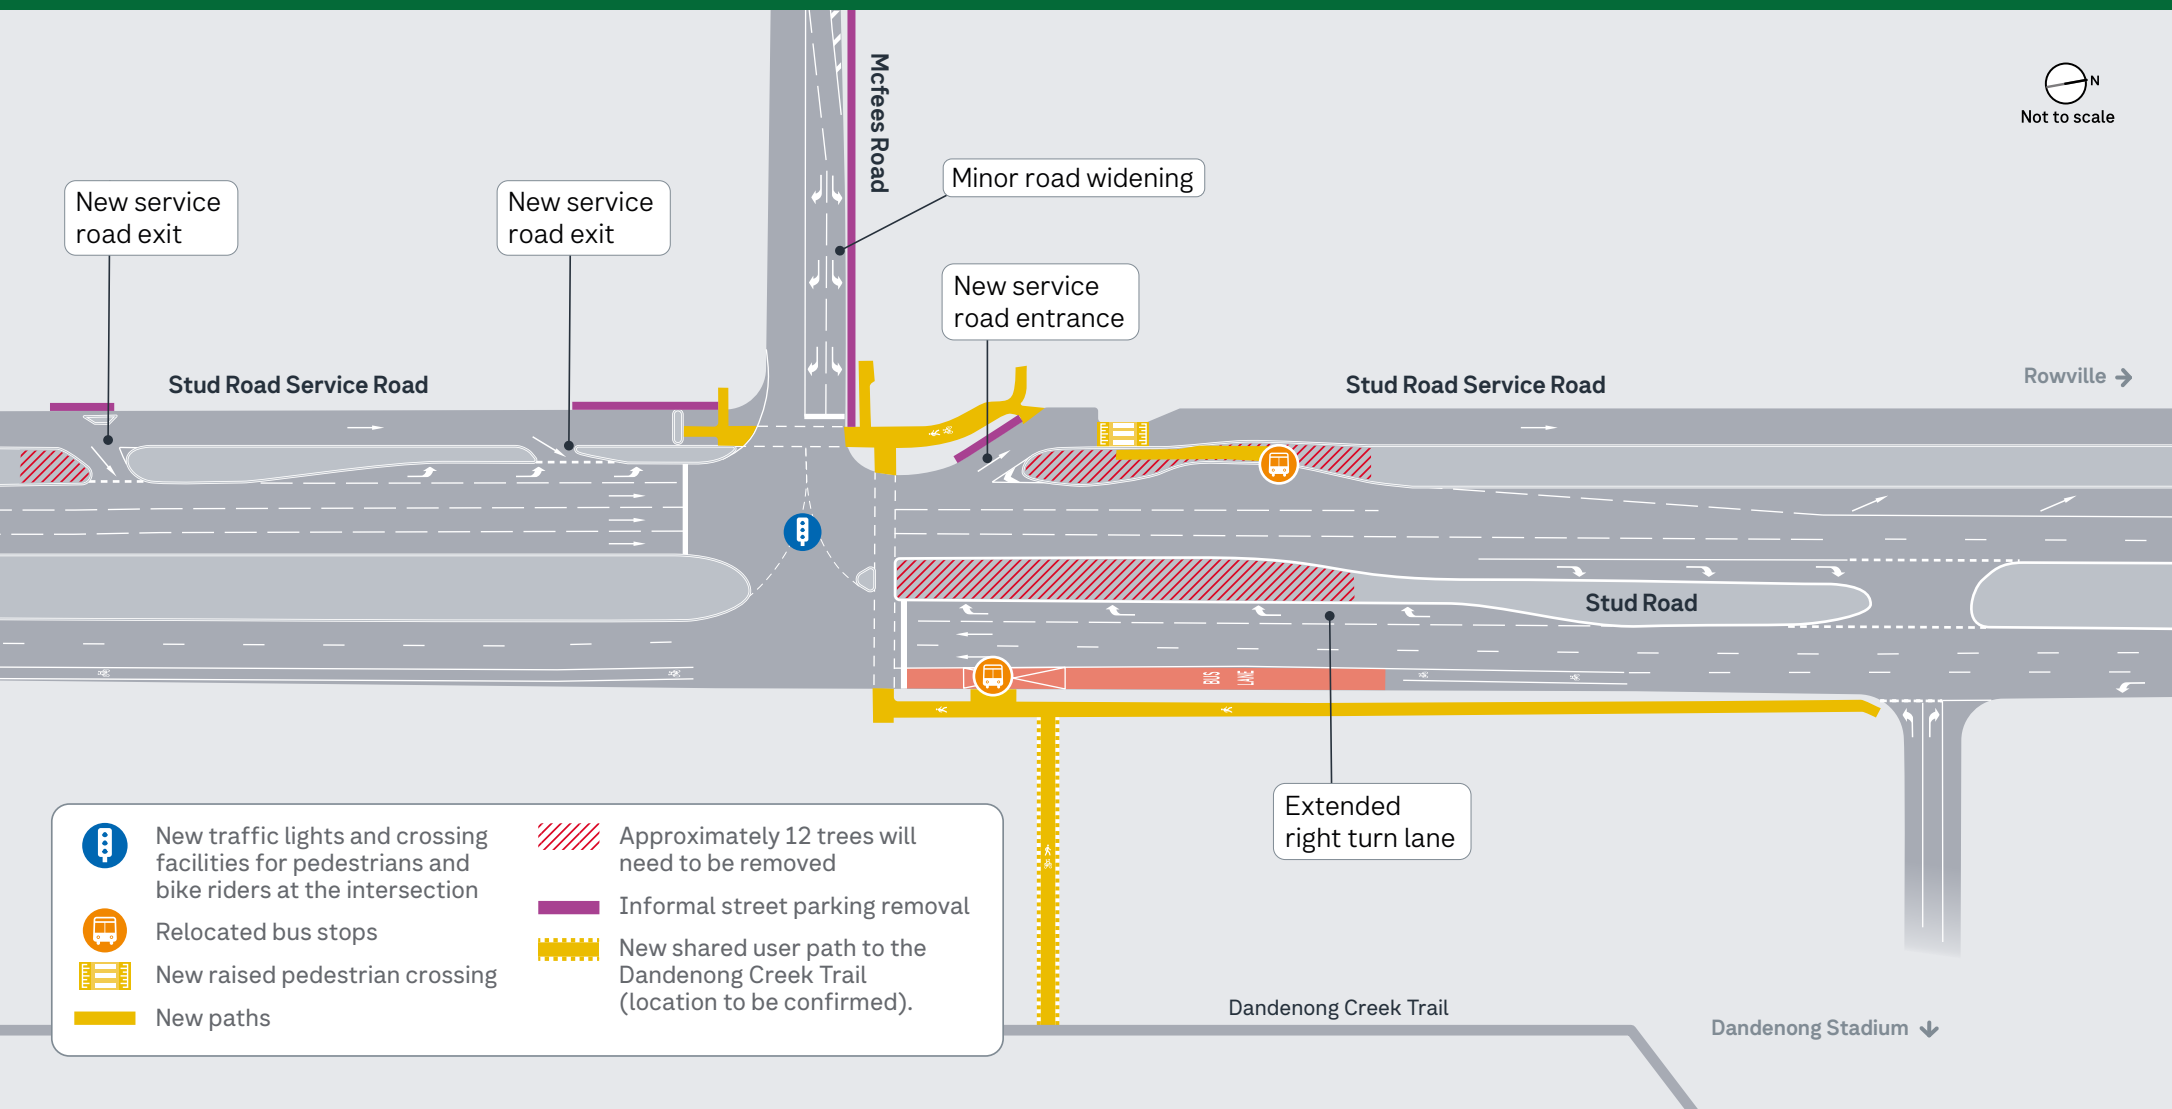 N
Not to scale
Mcfees Road
Minor road widening
New service
road exit
New service
road exit
New service
road entrance
Stud Road Service Road
Stud Road Service Road
Rowville
Stud Road
BUS
LANE
Extended
right turn lane
New traffic lights and crossing
facilities for pedestrians and
bike riders at the intersection
Relocated bus stops
New raised pedestrian crossing
New paths
Approximately 12 trees will
need to be removed
Informal street parking removal
New shared user path to the
Dandenong Creek Trail
(location to be confirmed).
Dandenong Creek Trail
Dandenong Stadium